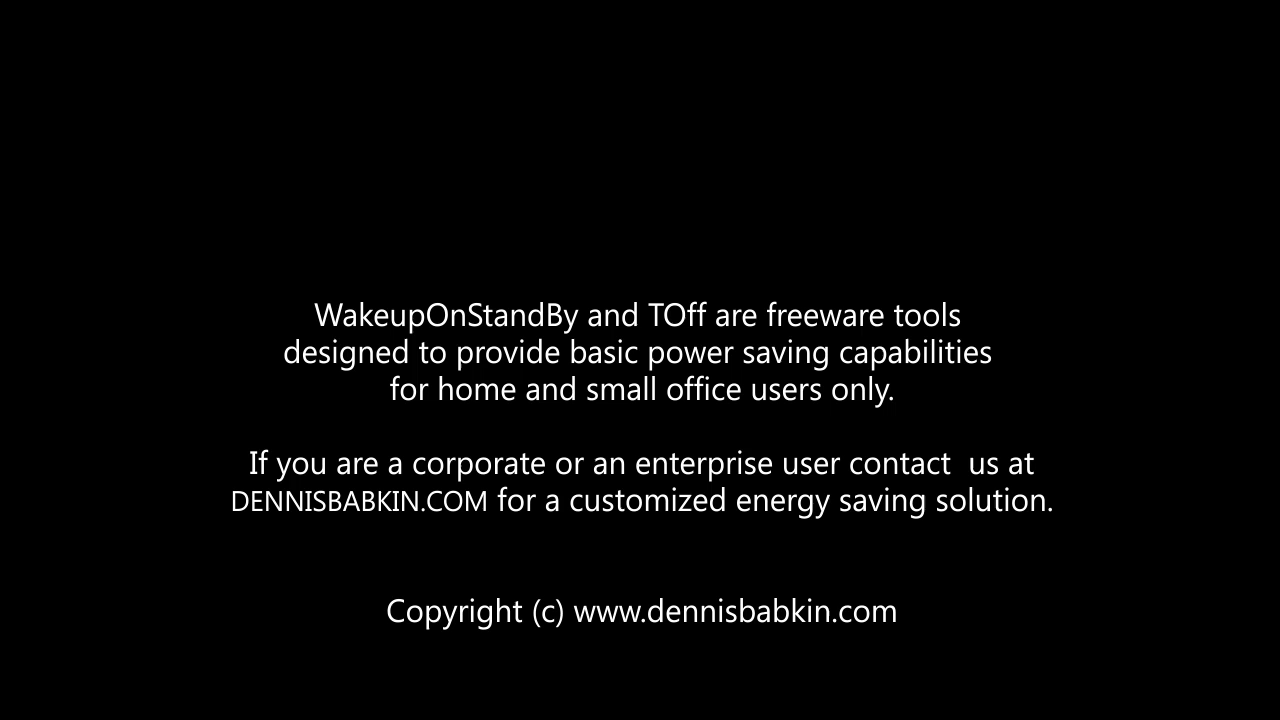 WakeupOnStandBy and TOff are freeware tools
designed to provide basic power saving capabilities
for home and small office users only.
If you are a corporate or an enterprise user contact  us at
DENNISBABKIN.COM for a customized energy saving solution.
Copyright (c) www.dennisbabkin.com